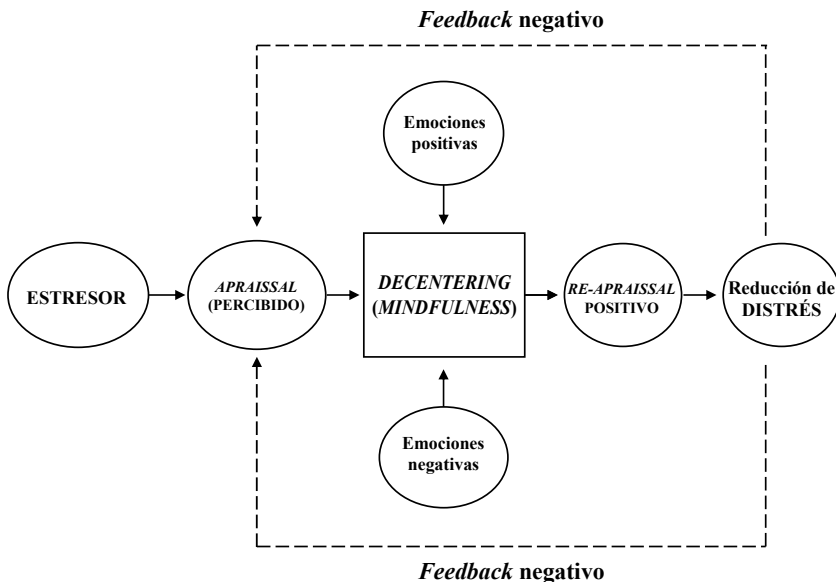 Feedback negativo
Emociones
positivas
ESTRESOR
APRAISSAL
(PERCIBIDO)
DECENTERING
(MINDFULNESS)
RE-APRAISSAL
POSITIVO
Reducción de
DISTRÉS
Emociones
negativas
Feedback negativo